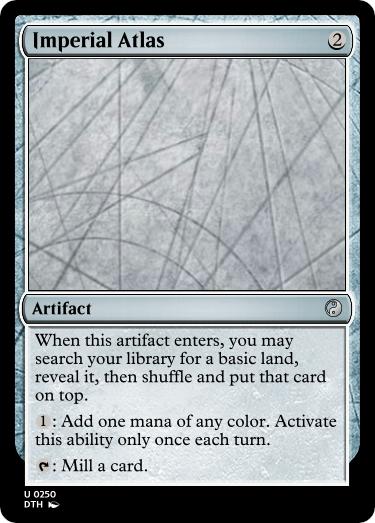 Imperial Atlas 2
Artifact
When this artifact enters, you may
search your library for a basic land,
reveal it, then shuffle and put that card
on top.
1: Add one mana of any color. Activate
this ability only once each turn.
: Mill a card.
U 0250
DTH